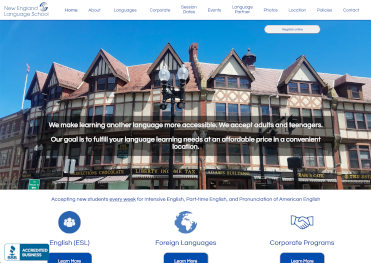 New England
Language School
Home
About
Languages
Corporate
Session
Dates
Events
Language
Partner
Photos
Location
Policies
Contact
Register online
We make learning another language more accessible. We accept adults and teenagers.
Our goal is to fulfill your language learning needs at an affordable price in a convenient
location.
LIBERTY INCOME TAX
Accepting new students every week for Intensive English, Part-time English, and Pronunciation of American English
English (ESL)
Foreign Languages
Corporate Programs
Learn More
Learn More
Learn More
BBB
ACCREDITED
BUSINESS